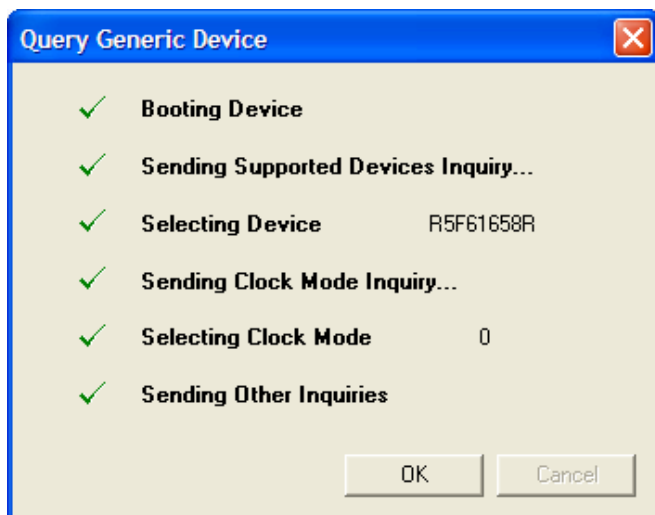 Query Generic Device
Booting Device
Sending Supported Devices Inquiry...
Selecting Device R5F61658R
Sending Clock Mode Inquiry...
Selecting Clock Mode 0
Sending Other Inquiries
OK Cancel